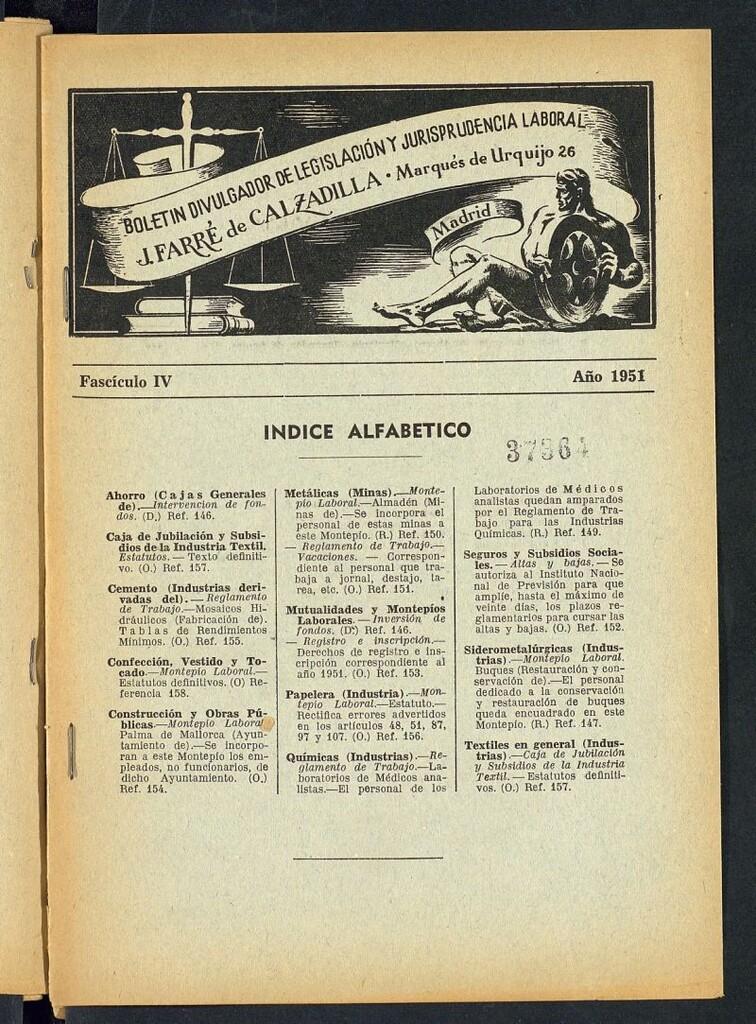 BOLETIN DIVULGADOR DE LEGISLACIÓN Y JURISPRUDENCIA LABORAL
J. FARRÉ de CALZADILLA • Marqués de Urquijo 26
Madrid
Fascículo IV
Año 1951
INDICE ALFABETICO
37364
Ahorro (Cajas Generales
de).—Intervencion de fon-
dos. (D.) Ref. 146.
Caja de Jubilación y Subsi-
dios de la Industria Textil.
Estatutos. — Texto definiti-
vo. (O.) Ref. 157.
Cemento (Industrias deri-
vadas del). — Reglamento
de Trabajo.—Mosaicos Hi-
dráulicos (Fabricación de).
Tablas de Rendimientos
Mínimos. (O.) Ref. 155.
Confección, Vestido y To-
cado.—Montepío Laboral.—
Estatutos definitivos. (O) Re-
ferencia 158.
Construcción y Obras Pú-
blicas.—Montepío Laboral
Palma de Mallorca (Ayun-
tamiento de).—Se incorpo-
ran a este Montepío los em-
pleados, no funcionarios, de
dicho Ayuntamiento. (O.)
Ref. 154.
Metálicas (Minas).—Monte-
pío Laboral.—Almadén (Mi-
nas de).—Se incorpora el
personal de estas minas a
este Montepío. (R.) Ref. 150.
— Reglamento de Trabajo.—
Vacaciones. — Correspon-
diente al personal que tra-
baja a jornal, destajo, ta-
rea, etc. (O.) Ref. 151.
Mutualidades y Montepíos
Laborales. — Inversión de
fondos. (D.) Ref. 146.
— Registro e inscripción.—
Derechos de registro e ins-
cripción correspondiente al
año 1951. (O.) Ref. 153.
Papelera (Industria).—Mon-
tepío Laboral.—Estatuto.—
Rectifica errores advertidos
en los artículos 48, 51, 87,
97 y 107. (O.) Ref. 156.
Químicas (Industrias).—Re-
glamento de Trabajo.—La-
boratorios de Médicos ana-
listas.—El personal de los
Laboratorios de Médicos
analistas quedan amparados
por el Reglamento de Tra-
bajo para las Industrias
Químicas. (R.) Ref. 149.
Seguros y Subsidios Socia-
les. — Altas y bajas. — Se
autoriza al Instituto Nacio-
nal de Previsión para que
amplíe, hasta el máximo de
veinte días, los plazos re-
glamentarios para cursar las
altas y bajas. (O.) Ref. 152.
Siderometalúrgicas (Indus-
trias).—Montepío Laboral.
Buques (Restauración y con-
servación de).—El personal
dedicado a la conservación
y restauración de buques
queda encuadrado en este
Montepío. (R.) Ref. 147.
Textiles en general (Indus-
trias).—Caja de Jubilación
y Subsidios de la Industria
Textil. — Estatutos definiti-
vos. (O.) Ref. 157.